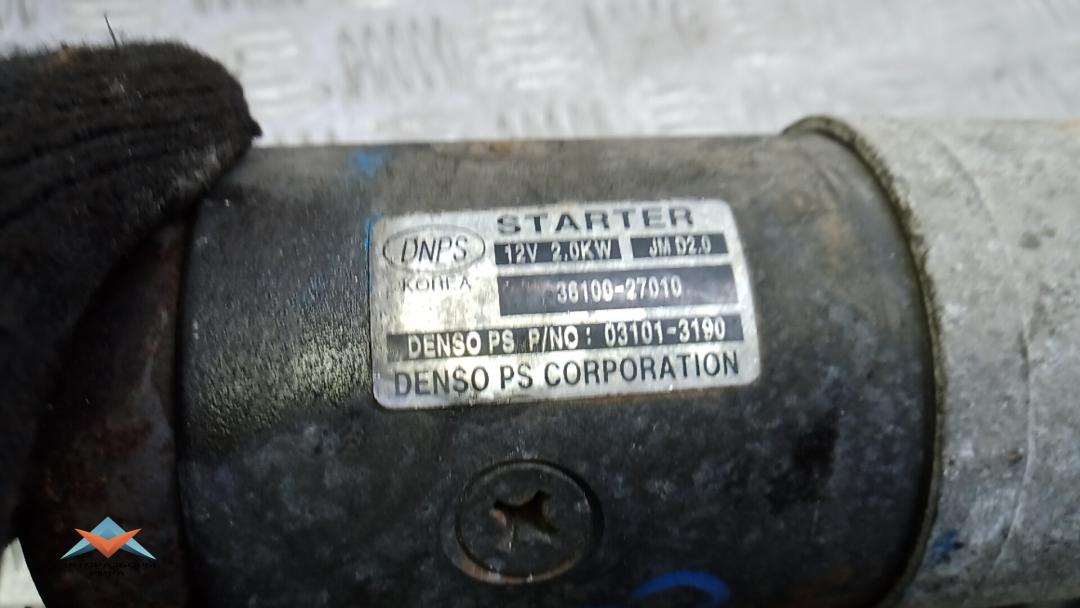 STARTER
DNPS 12V 2.0KW JM D2.0
KOREA 36100-27010
DENSO PS P/NO: 03101-3190
DENSO PS CORPORATION